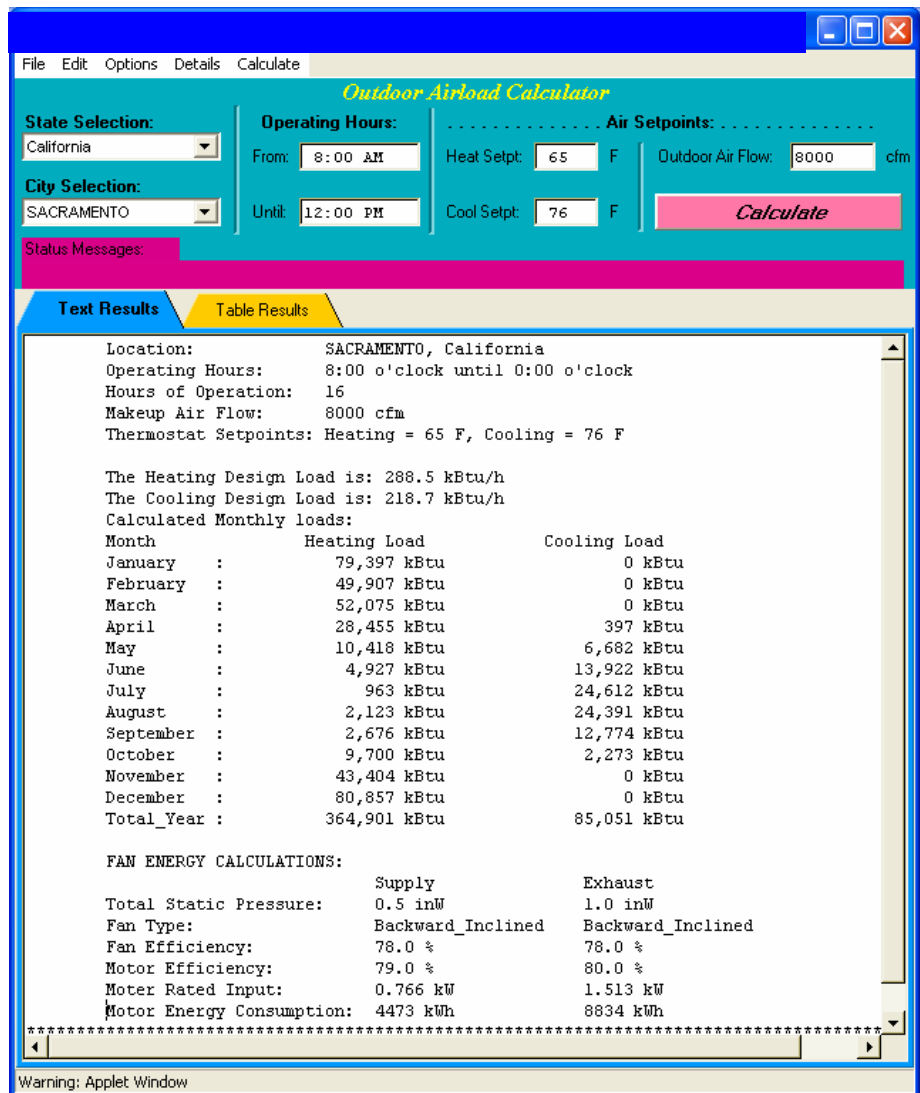 File Edit Options Details Calculate
Outdoor Airload Calculator
State Selection:
California
City Selection:
SACRAMENTO
Operating Hours:
From: 8:00 AM
Until: 12:00 PM
. . . . . . . . . . . . . . Air Setpoints: . . . . . . . . . . . . . .
Heat Setpt: 65 F Outdoor Air Flow: 8000 cfm
Cool Setpt: 76 F Calculate
Status Messages:
Text Results Table Results
Location: SACRAMENTO, California
Operating Hours: 8:00 o'clock until 0:00 o'clock
Hours of Operation: 16
Makeup Air Flow: 8000 cfm
Thermostat Setpoints: Heating = 65 F, Cooling = 76 F
The Heating Design Load is: 288.5 kBtu/h
The Cooling Design Load is: 218.7 kBtu/h
Calculated Monthly loads:
Month Heating Load Cooling Load
January : 79,397 kBtu 0 kBtu
February : 49,907 kBtu 0 kBtu
March : 52,075 kBtu 0 kBtu
April : 28,455 kBtu 397 kBtu
May : 10,418 kBtu 6,682 kBtu
June : 4,927 kBtu 13,922 kBtu
July : 963 kBtu 24,612 kBtu
August : 2,123 kBtu 24,391 kBtu
September : 2,676 kBtu 12,774 kBtu
October : 9,700 kBtu 2,273 kBtu
November : 43,404 kBtu 0 kBtu
December : 80,857 kBtu 0 kBtu
Total_Year : 364,901 kBtu 85,051 kBtu
FAN ENERGY CALCULATIONS:
Supply Exhaust
Total Static Pressure: 0.5 inW 1.0 inW
Fan Type: Backward_Inclined Backward_Inclined
Fan Efficiency: 78.0 % 78.0 %
Motor Efficiency: 79.0 % 80.0 %
Moter Rated Input: 0.766 kW 1.513 kW
Motor Energy Consumption: 4473 kWh 8834 kWh
*********************************************************************************
Warning: Applet Window